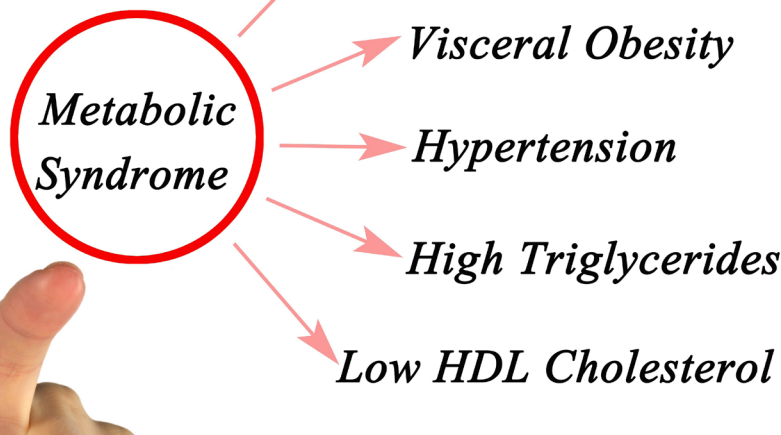 Metabolic
Syndrome
Visceral Obesity
Hypertension
High Triglycerides
Low HDL Cholesterol